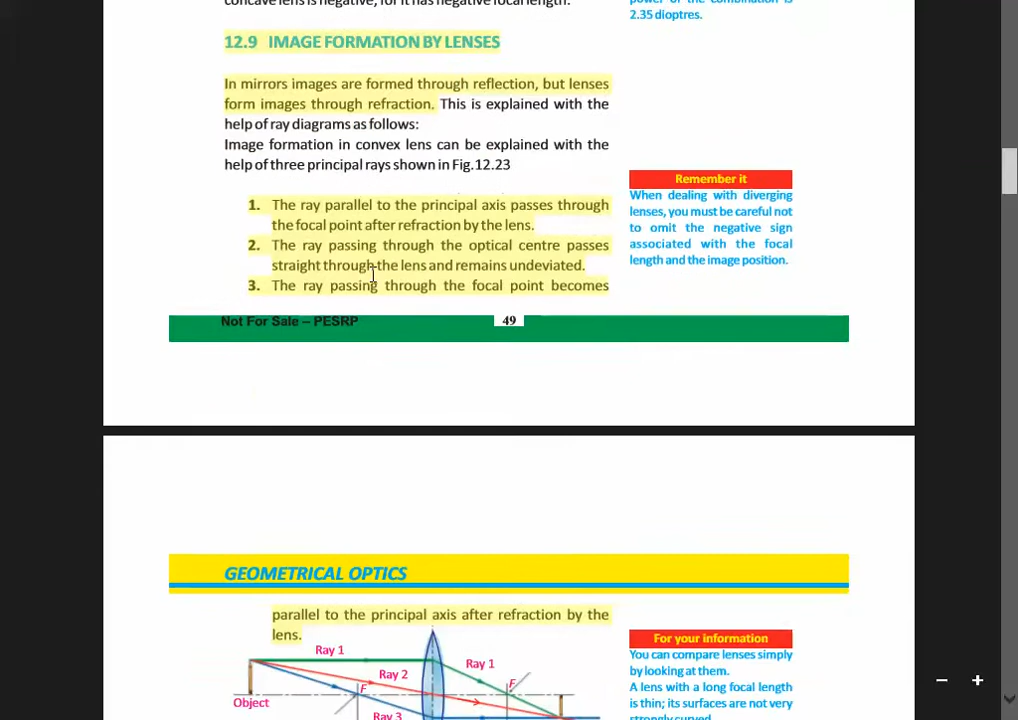 concave lens is negative, for it has negative focal length.
power of the combination is
2.35 dioptres.
12.9 IMAGE FORMATION BY LENSES
In mirrors images are formed through reflection, but lenses
form images through refraction. This is explained with the
help of ray diagrams as follows:
Image formation in convex lens can be explained with the
help of three principal rays shown in Fig.12.23
Remember it
When dealing with diverging
lenses, you must be careful not
to omit the negative sign
associated with the focal
length and the image position.
1. The ray parallel to the principal axis passes through
the focal point after refraction by the lens.
2. The ray passing through the optical centre passes
straight through the lens and remains undeviated.
3. The ray passing through the focal point becomes
Not For Sale – PESRP
49
GEOMETRICAL OPTICS
parallel to the principal axis after refraction by the
lens.
Ray 1
Ray 1
Ray 2
F
F
Object
Ray 3
For your information
You can compare lenses simply
by looking at them.
A lens with a long focal length
is thin; its surfaces are not very
strongly curved.